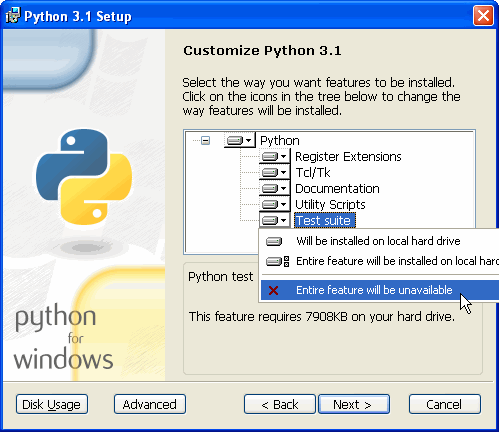 Python 3.1 Setup
Customize Python 3.1
Select the way you want features to be installed.
Click on the icons in the tree below to change the
way features will be installed.
Python
Register Extensions
Tcl/Tk
Documentation
Utility Scripts
Test suite
Will be installed on local hard drive
Entire feature will be installed on local hard
Entire feature will be unavailable
Python test
This feature requires 7908KB on your hard drive.
python
for
windows
Disk Usage
Advanced
< Back
Next >
Cancel